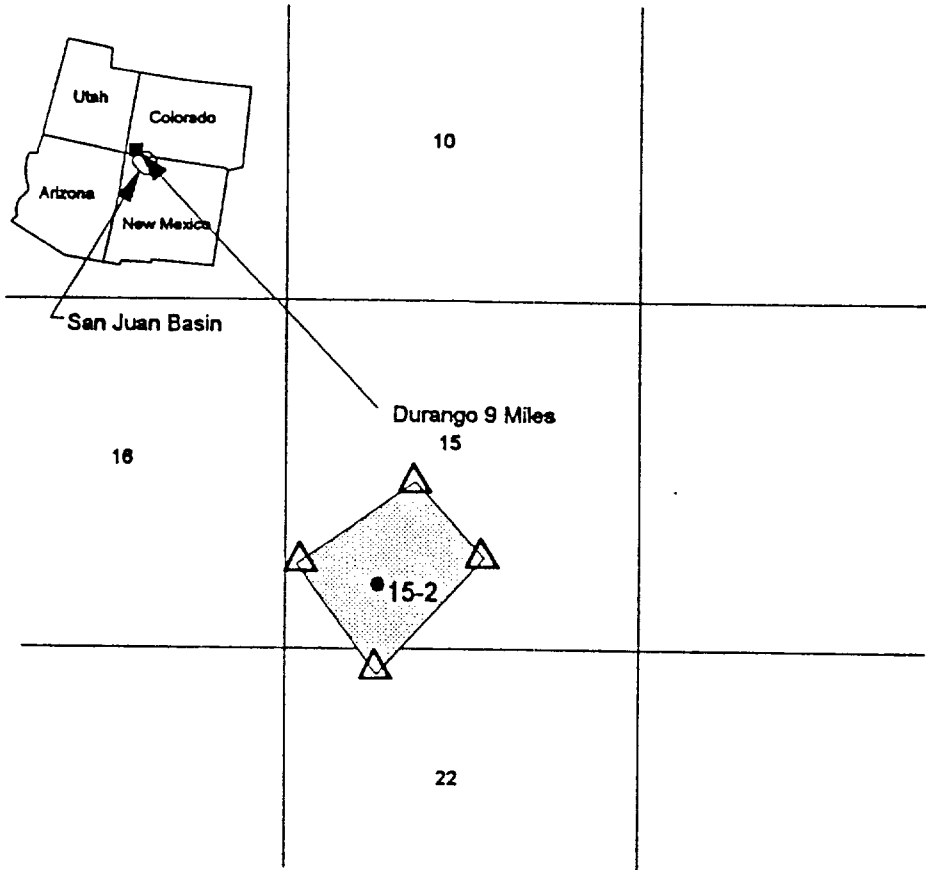 Utah
Colorado
10
Arizona
New Mexico
San Juan Basin
Durango 9 Miles
15
16
15-2
22